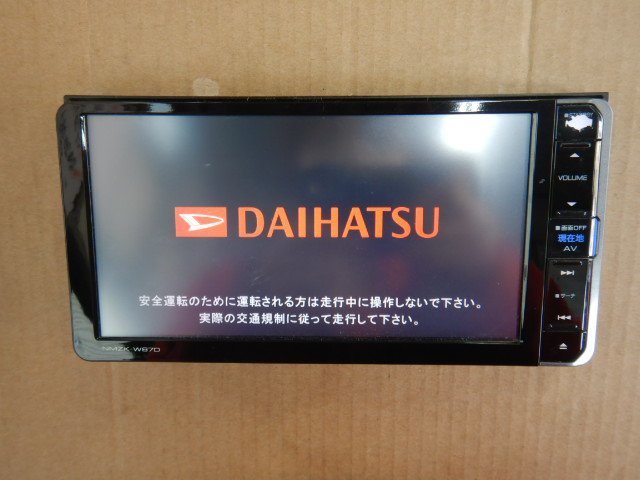 DAIHATSU
安全運転のために運転される方は走行中に操作しないで下さい。
実際の交通規制に従って走行して下さい。
NMZK-W67D
VOLUME
画面OFF
現在地
AV
サーチ